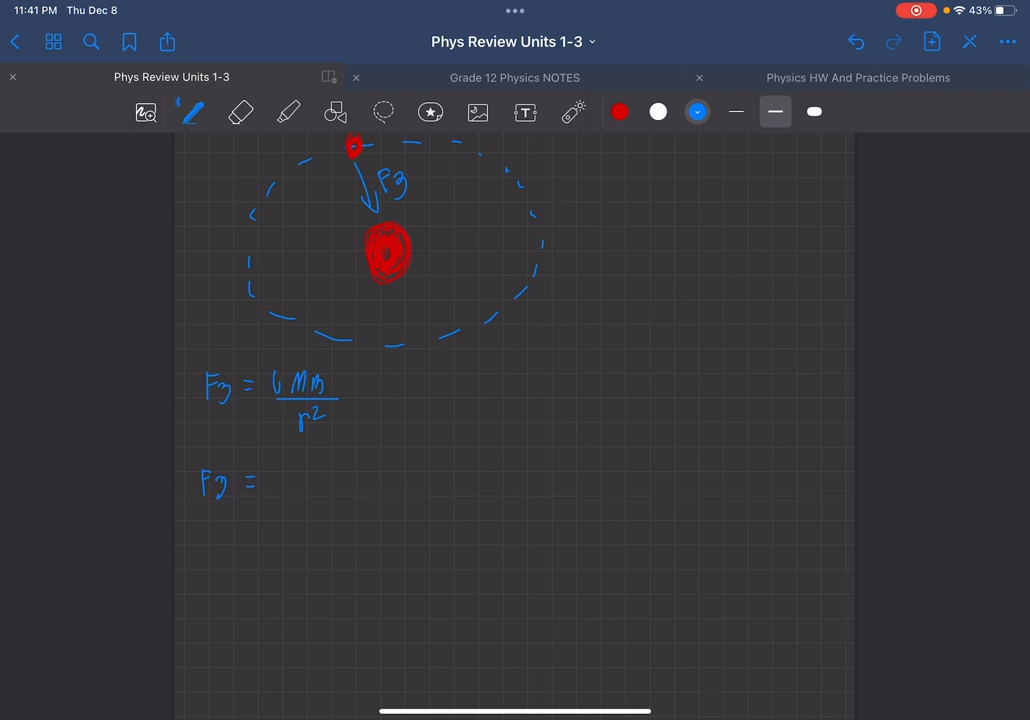 11:41 PM Thu Dec 8
43%
Phys Review Units 1-3
Phys Review Units 1-3
Grade 12 Physics NOTES
Physics HW And Practice Problems
T
Fg
Fg = G Mm
r²
Fg =